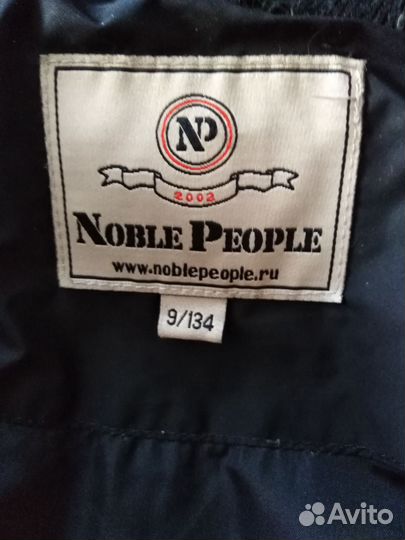 NP
2002
NOBLE PEOPLE
www.noblepeople.ru
9/134
Avito